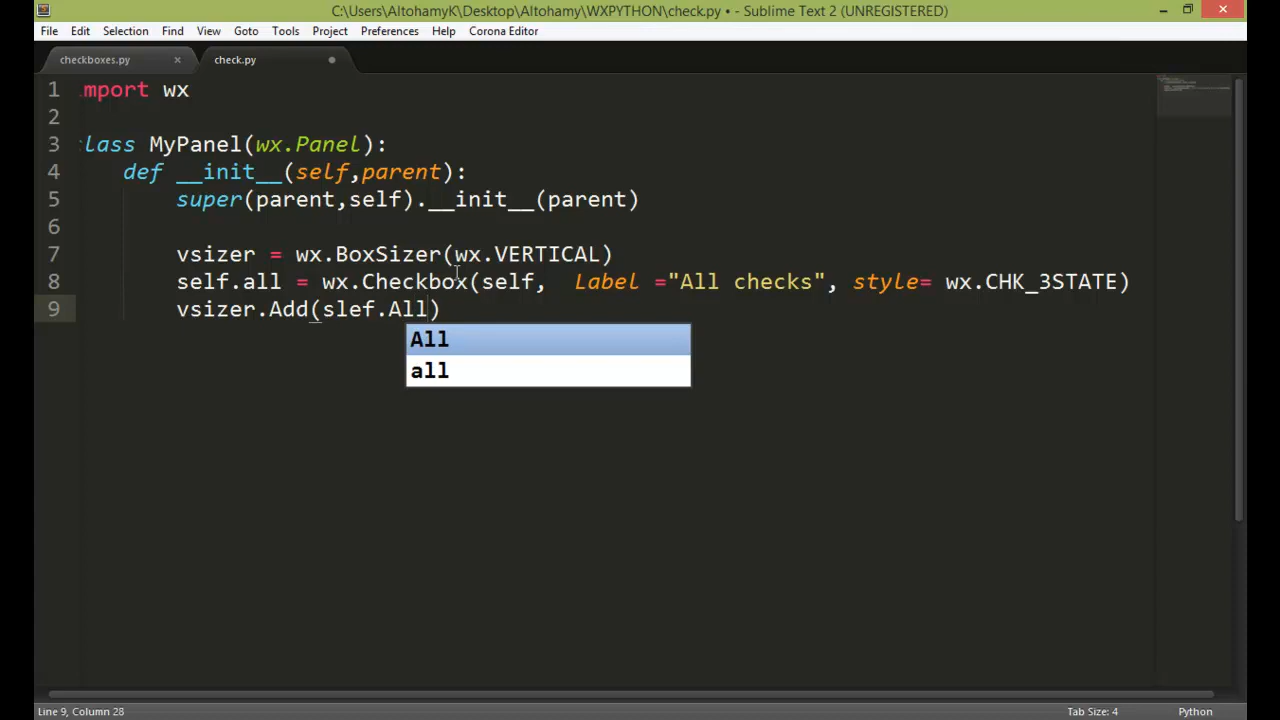 C:\Users\AltohamyK\Desktop\Altohamy\WXPYTHON\check.py • - Sublime Text 2 (UNREGISTERED)
File Edit Selection Find View Goto Tools Project Preferences Help Corona Editor
checkboxes.py × check.py
1 mport wx
2
3 lass MyPanel(wx.Panel):
4 def __init__(self,parent):
5 super(parent,self).__init__(parent)
6
7 vsizer = wx.BoxSizer(wx.VERTICAL)
8 self.all = wx.Checkbox(self, Label ="All checks", style= wx.CHK_3STATE)
9 vsizer.Add(slef.All)
All
all
Line 9, Column 28 Tab Size: 4 Python